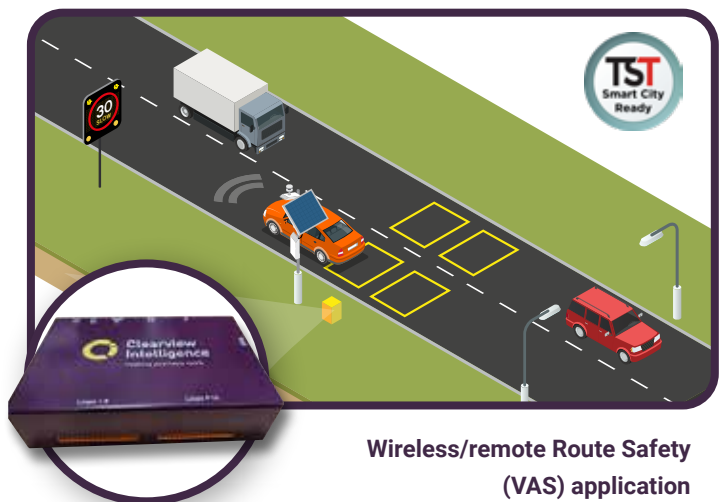 TST
Smart City
Ready
30
SLOW
Clearview
Intelligence
Wireless/remote Route Safety
(VAS) application